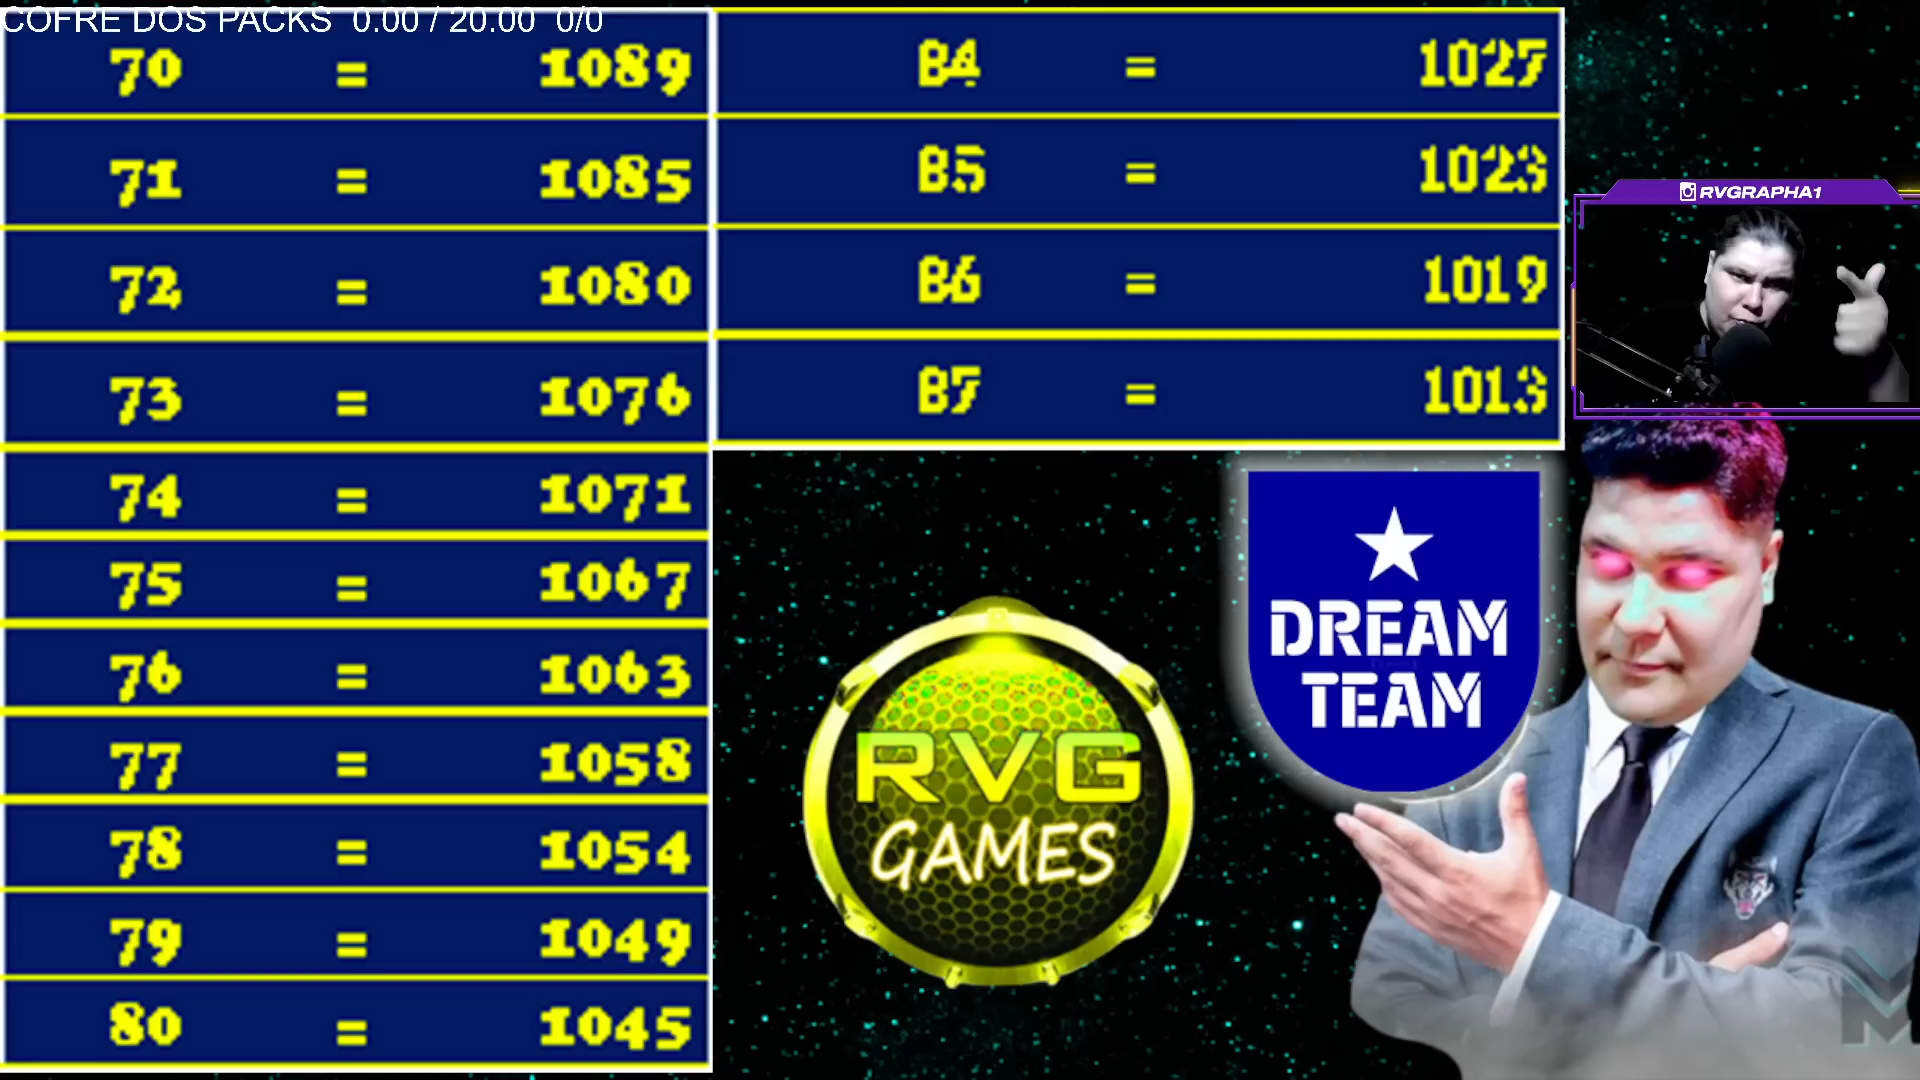 COFRE DOS PACKS 0.00 / 20.00 0/0
70 = 1089
71 = 1085
72 = 1080
73 = 1076
74 = 1071
75 = 1067
76 = 1063
77 = 1058
78 = 1054
79 = 1049
80 = 1045
84 = 1027
85 = 1023
86 = 1019
87 = 1013
RVGRAPHA1
DREAM
TEAM
RVG
GAMES